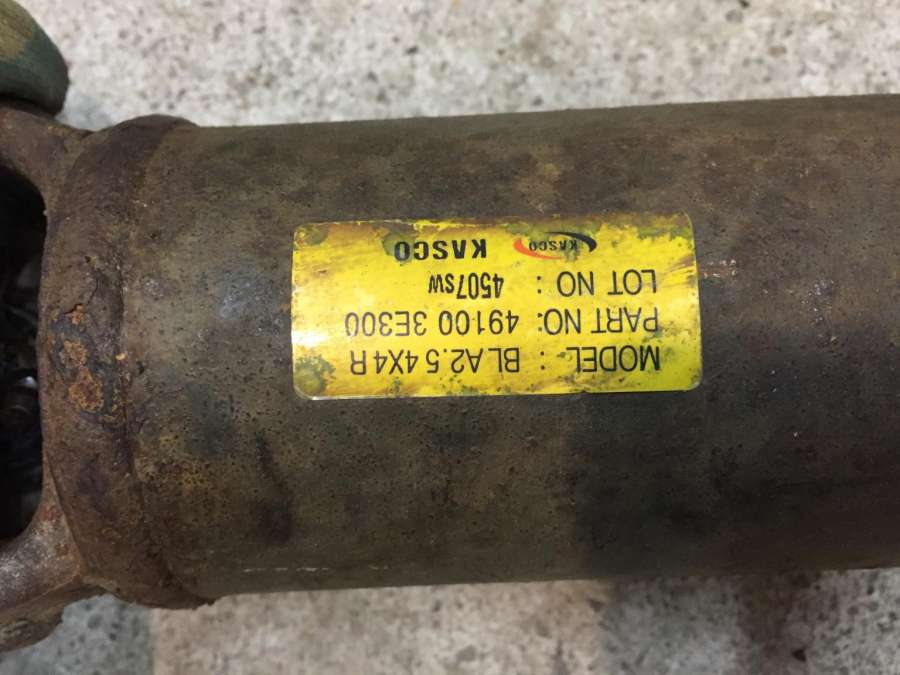 MODEL : BLA2.5 4X4 R
PART NO: 49100 3E300
LOT NO : 4507SW
KASCO KASCO